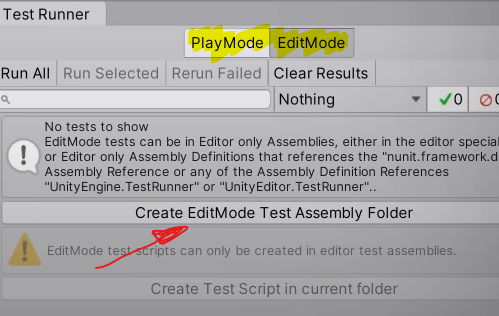 Test Runner
PlayMode EditMode
Run All Run Selected Rerun Failed Clear Results
Nothing 0 0
No tests to show
EditMode tests can be in Editor only Assemblies, either in the editor special
or Editor only Assembly Definitions that references the "nunit.framework.d
Assembly Reference or any of the Assembly Definition References
"UnityEngine.TestRunner" or "UnityEditor.TestRunner"..
Create EditMode Test Assembly Folder
EditMode test scripts can only be created in editor test assemblies.
Create Test Script in current folder